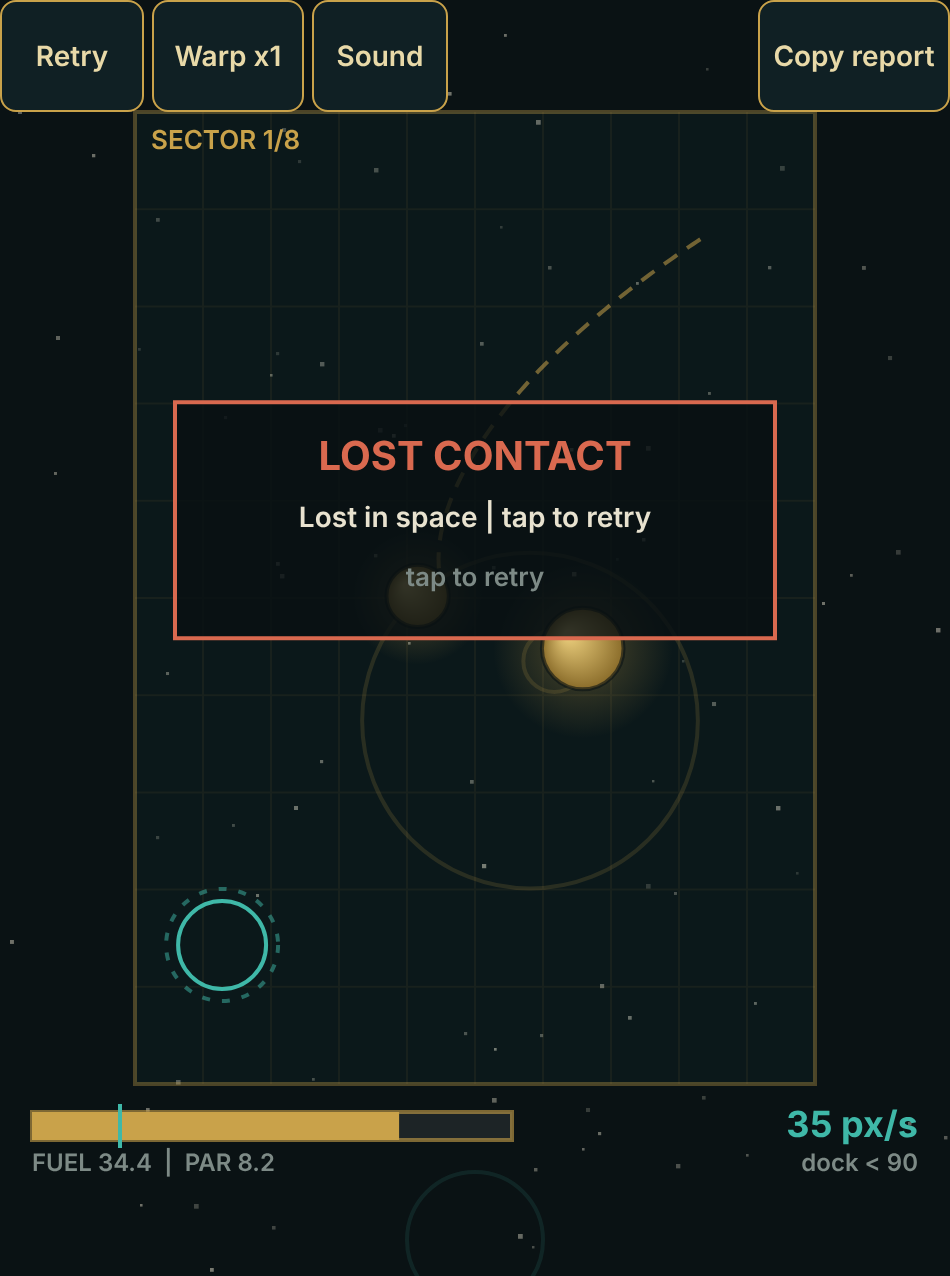 Retry
Warp x1
Sound
Copy report
SECTOR 1/8
LOST CONTACT
Lost in space | tap to retry
tap to retry
FUEL 34.4 | PAR 8.2
35 px/s
dock < 90